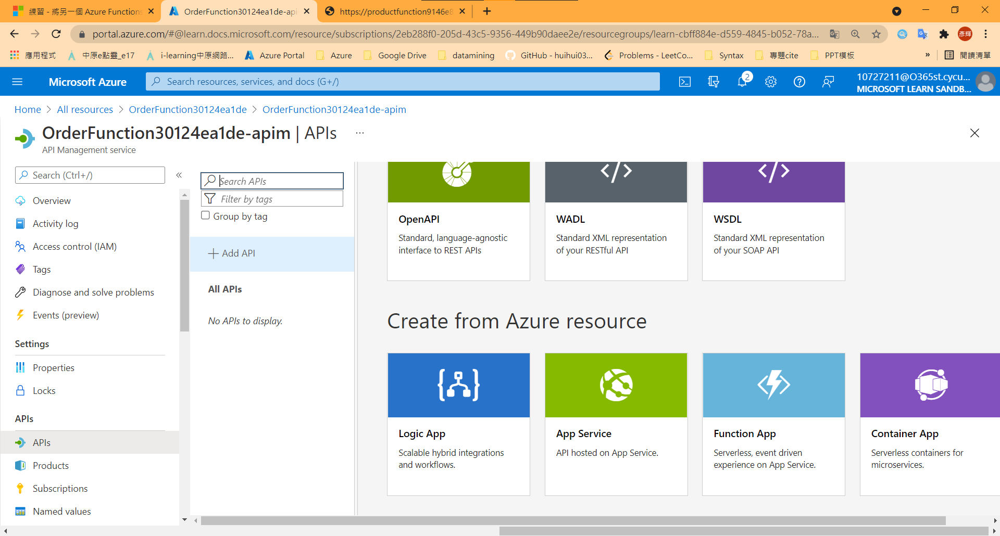 練習 - 將另一個 Azure Functions
OrderFunction30124ea1de-api
https://productfunction9146e8
portal.azure.com/#@learn.docs.microsoft.com/resource/subscriptions/2eb288f0-205d-43c5-9356-449b90daee2e/resourcegroups/learn-cbff884e-d559-4845-b052-78a...
彥輝
應用程式
中原e點靈_e17
i-learning中原網路...
Azure Portal
Azure
Google Drive
datamining
GitHub - huihui03...
Problems - LeetCo...
Syntax
專題cite
PPT模板
»
閱讀清單
Microsoft Azure
Search resources, services, and docs (G+/)
2
10727211@O365st.cycu...
MICROSOFT LEARN SANDB...
Home > All resources > OrderFunction30124ea1de > OrderFunction30124ea1de-apim
OrderFunction30124ea1de-apim | APIs ...
API Management service
Search (Ctrl+/)
«
Overview
Activity log
Access control (IAM)
Tags
Diagnose and solve problems
Events (preview)
Settings
Properties
Locks
APIs
APIs
Products
Subscriptions
Named values
Search APIs
Filter by tags
Group by tag
+ Add API
All APIs
No APIs to display.
OpenAPI
Standard, language-agnostic
interface to REST APIs
WADL
Standard XML representation
of your RESTful API
WSDL
Standard XML representation
of your SOAP API
Create from Azure resource
Logic App
Scalable hybrid integrations
and workflows.
App Service
API hosted on App Service.
Function App
Serverless, event driven
experience on App Service.
Container App
Serverless containers for
microservices.